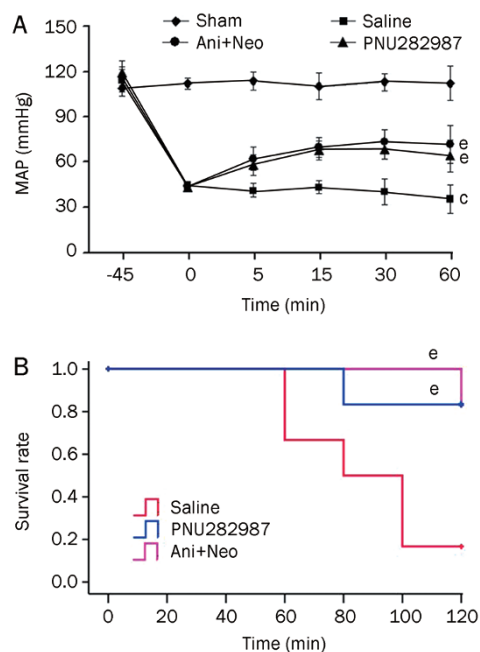 A
Sham
Saline
Ani+Neo
PNU282987
MAP (mmHg)
150
120
90
60
30
0
e
e
c
-45 0 5 15 30 60
Time (min)
B
Survival rate
1.0
0.8
0.6
0.4
0.2
0.0
e
e
Saline
PNU282987
Ani+Neo
0 20 40 60 80 100 120
Time (min)